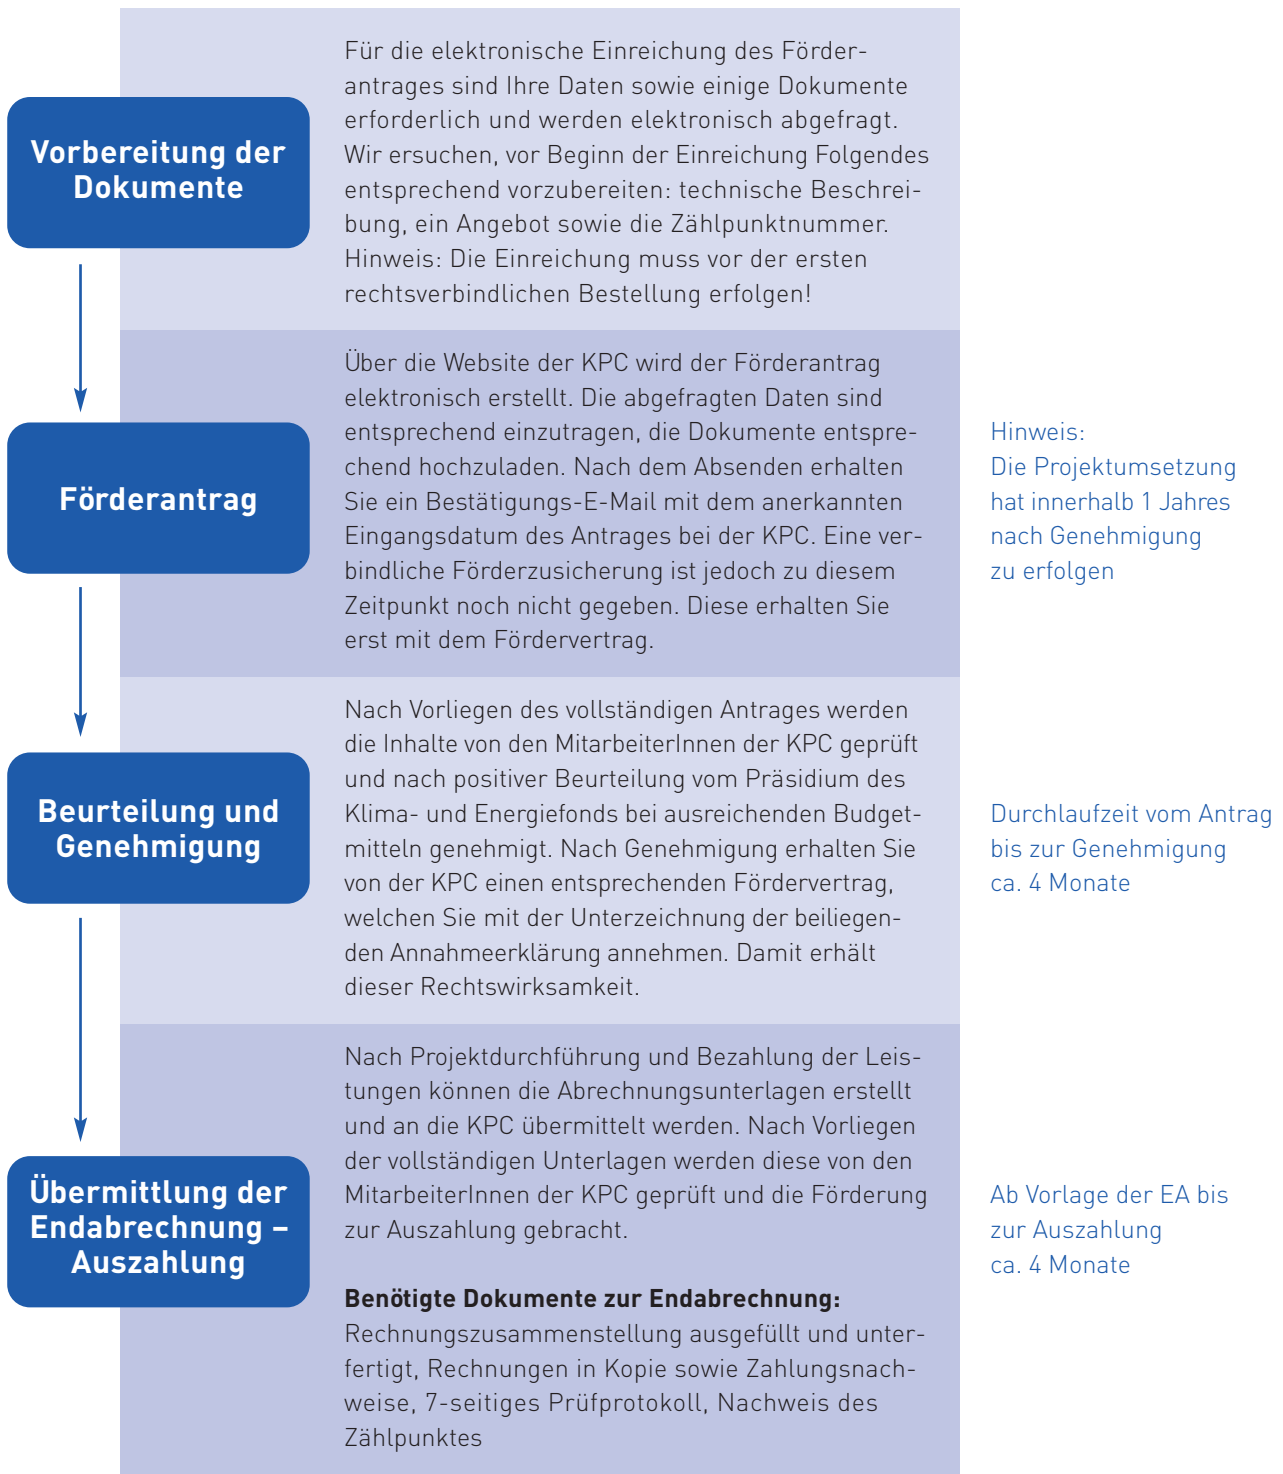 Vorbereitung der
Dokumente
Für die elektronische Einreichung des Förder-
antrages sind Ihre Daten sowie einige Dokumente
erforderlich und werden elektronisch abgefragt.
Wir ersuchen, vor Beginn der Einreichung Folgendes
entsprechend vorzubereiten: technische Beschrei-
bung, ein Angebot sowie die Zählpunktnummer.
Hinweis: Die Einreichung muss vor der ersten
rechtsverbindlichen Bestellung erfolgen!
Förderantrag
Über die Website der KPC wird der Förderantrag
elektronisch erstellt. Die abgefragten Daten sind
entsprechend einzutragen, die Dokumente entspre-
chend hochzuladen. Nach dem Absenden erhalten
Sie ein Bestätigungs-E-Mail mit dem anerkannten
Eingangsdatum des Antrages bei der KPC. Eine ver-
bindliche Förderzusicherung ist jedoch zu diesem
Zeitpunkt noch nicht gegeben. Diese erhalten Sie
erst mit dem Fördervertrag.
Hinweis:
Die Projektumsetzung
hat innerhalb 1 Jahres
nach Genehmigung
zu erfolgen
Beurteilung und
Genehmigung
Nach Vorliegen des vollständigen Antrages werden
die Inhalte von den MitarbeiterInnen der KPC geprüft
und nach positiver Beurteilung vom Präsidium des
Klima- und Energiefonds bei ausreichenden Budget-
mitteln genehmigt. Nach Genehmigung erhalten Sie
von der KPC einen entsprechenden Fördervertrag,
welchen Sie mit der Unterzeichnung der beiliegen-
den Annahmeerklärung annehmen. Damit erhält
dieser Rechtswirksamkeit.
Durchlaufzeit vom Antrag
bis zur Genehmigung
ca. 4 Monate
Übermittlung der
Endabrechnung –
Auszahlung
Nach Projektdurchführung und Bezahlung der Leis-
tungen können die Abrechnungsunterlagen erstellt
und an die KPC übermittelt werden. Nach Vorliegen
der vollständigen Unterlagen werden diese von den
MitarbeiterInnen der KPC geprüft und die Förderung
zur Auszahlung gebracht.
Benötigte Dokumente zur Endabrechnung:
Rechnungszusammenstellung ausgefüllt und unter-
fertigt, Rechnungen in Kopie sowie Zahlungsnach-
weise, 7-seitiges Prüfprotokoll, Nachweis des
Zählpunktes
Ab Vorlage der EA bis
zur Auszahlung
ca. 4 Monate